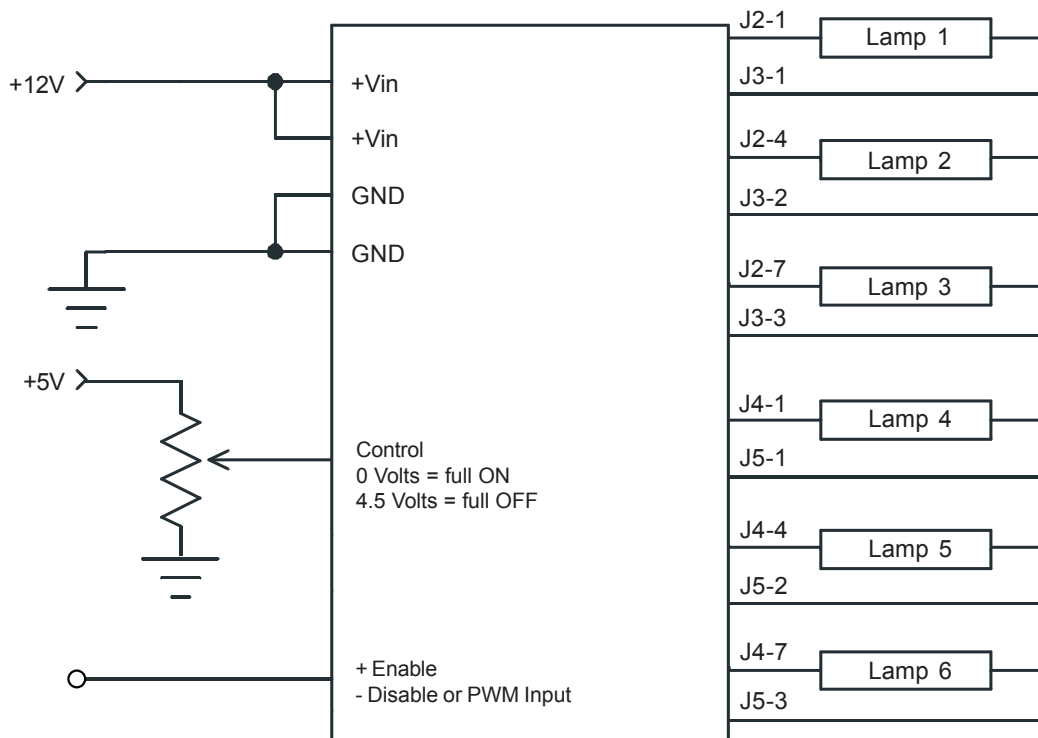 +12V
+Vin
+Vin
GND
GND
+5V
Control
0 Volts = full ON
4.5 Volts = full OFF
+ Enable
- Disable or PWM Input
J2-1
Lamp 1
J3-1
J2-4
Lamp 2
J3-2
J2-7
Lamp 3
J3-3
J4-1
Lamp 4
J5-1
J4-4
Lamp 5
J5-2
J4-7
Lamp 6
J5-3